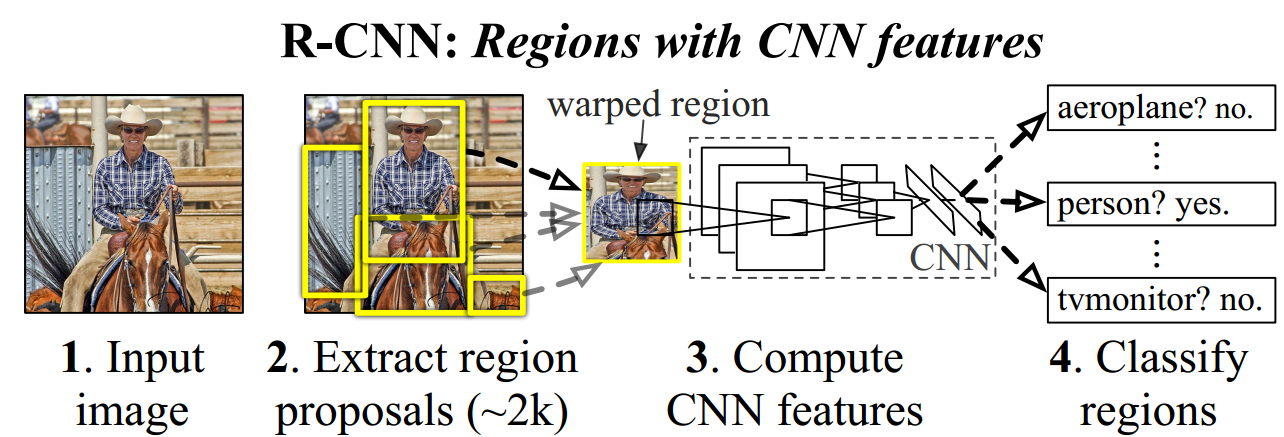 R-CNN: Regions with CNN features
warped region
aeroplane? no.
person? yes.
tvmonitor? no.
CNN
1. Input
image
2. Extract region
proposals (~2k)
3. Compute
CNN features
4. Classify
regions